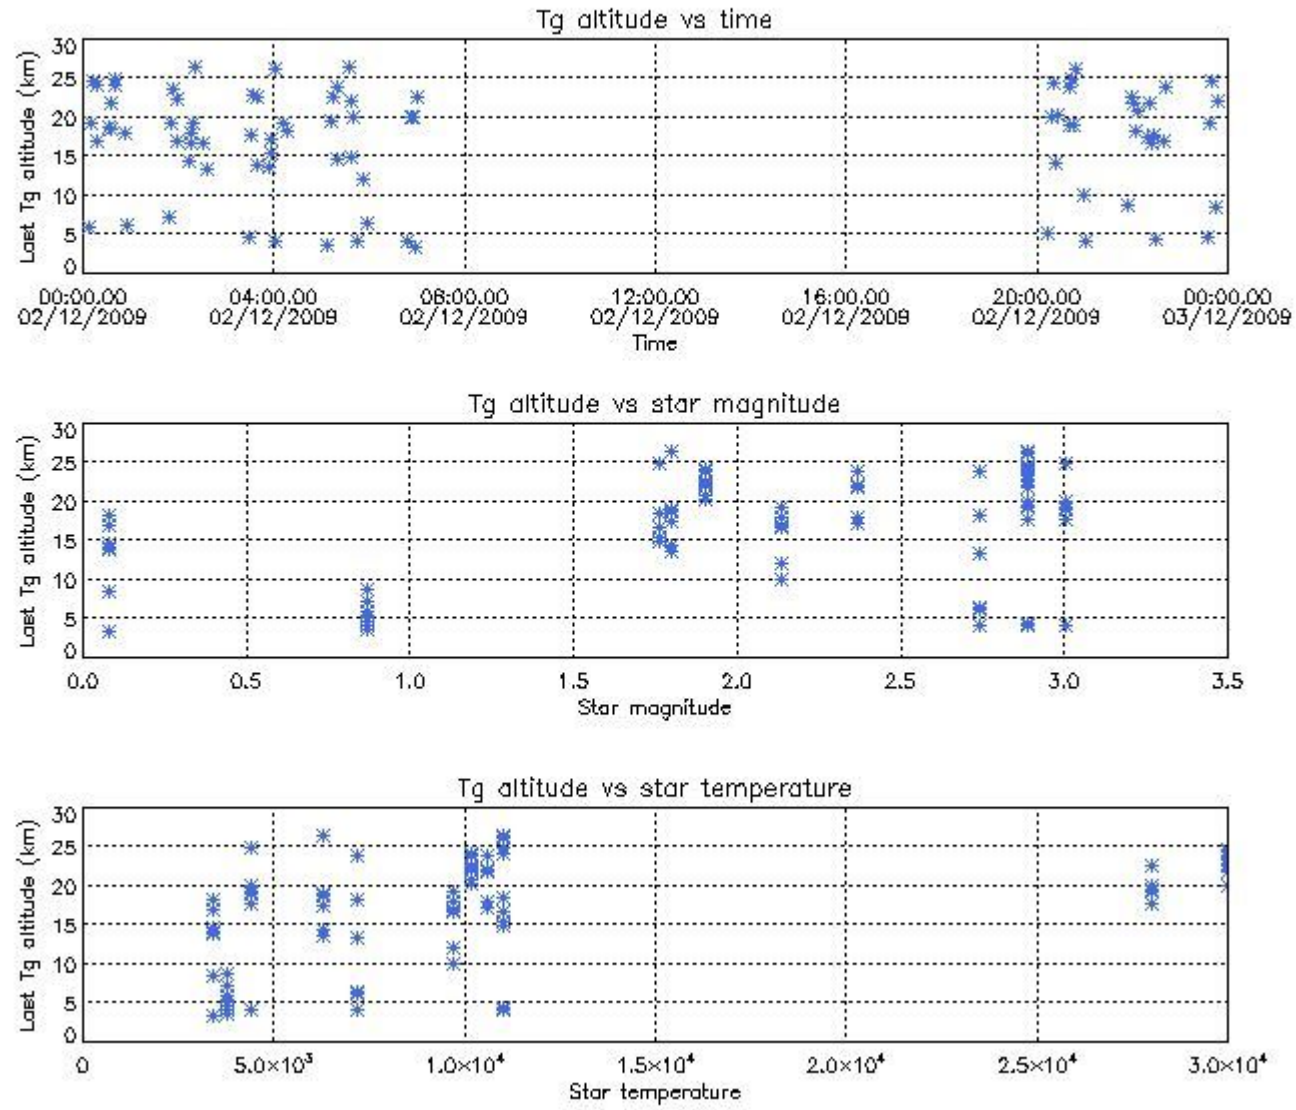 Tg altitude vs time
Last Tg altitude (km)
30
25
20
15
10
5
0
00:00.00 04:00.00 08:00.00 12:00.00 16:00.00 20:00.00 00:00.00
02/12/2009 02/12/2009 02/12/2009 02/12/2009 02/12/2009 02/12/2009 03/12/2009
Time
Tg altitude vs star magnitude
Last Tg altitude (km)
30
25
20
15
10
5
0
0.0 0.5 1.0 1.5 2.0 2.5 3.0 3.5
Star magnitude
Tg altitude vs star temperature
Last Tg altitude (km)
30
25
20
15
10
5
0
0 5.0×10³ 1.0×10⁴ 1.5×10⁴ 2.0×10⁴ 2.5×10⁴ 3.0×10⁴
Star temperature